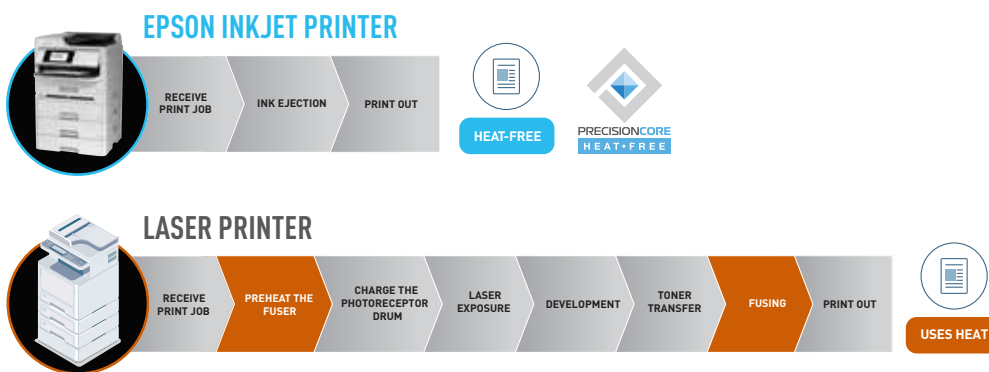 EPSON INKJET PRINTER
RECEIVE
PRINT JOB
INK EJECTION
PRINT OUT
HEAT-FREE
PRECISIONCORE
HEAT•FREE
LASER PRINTER
RECEIVE
PRINT JOB
PREHEAT THE
FUSER
CHARGE THE
PHOTORECEPTOR
DRUM
LASER
EXPOSURE
DEVELOPMENT
TONER
TRANSFER
FUSING
PRINT OUT
USES HEAT